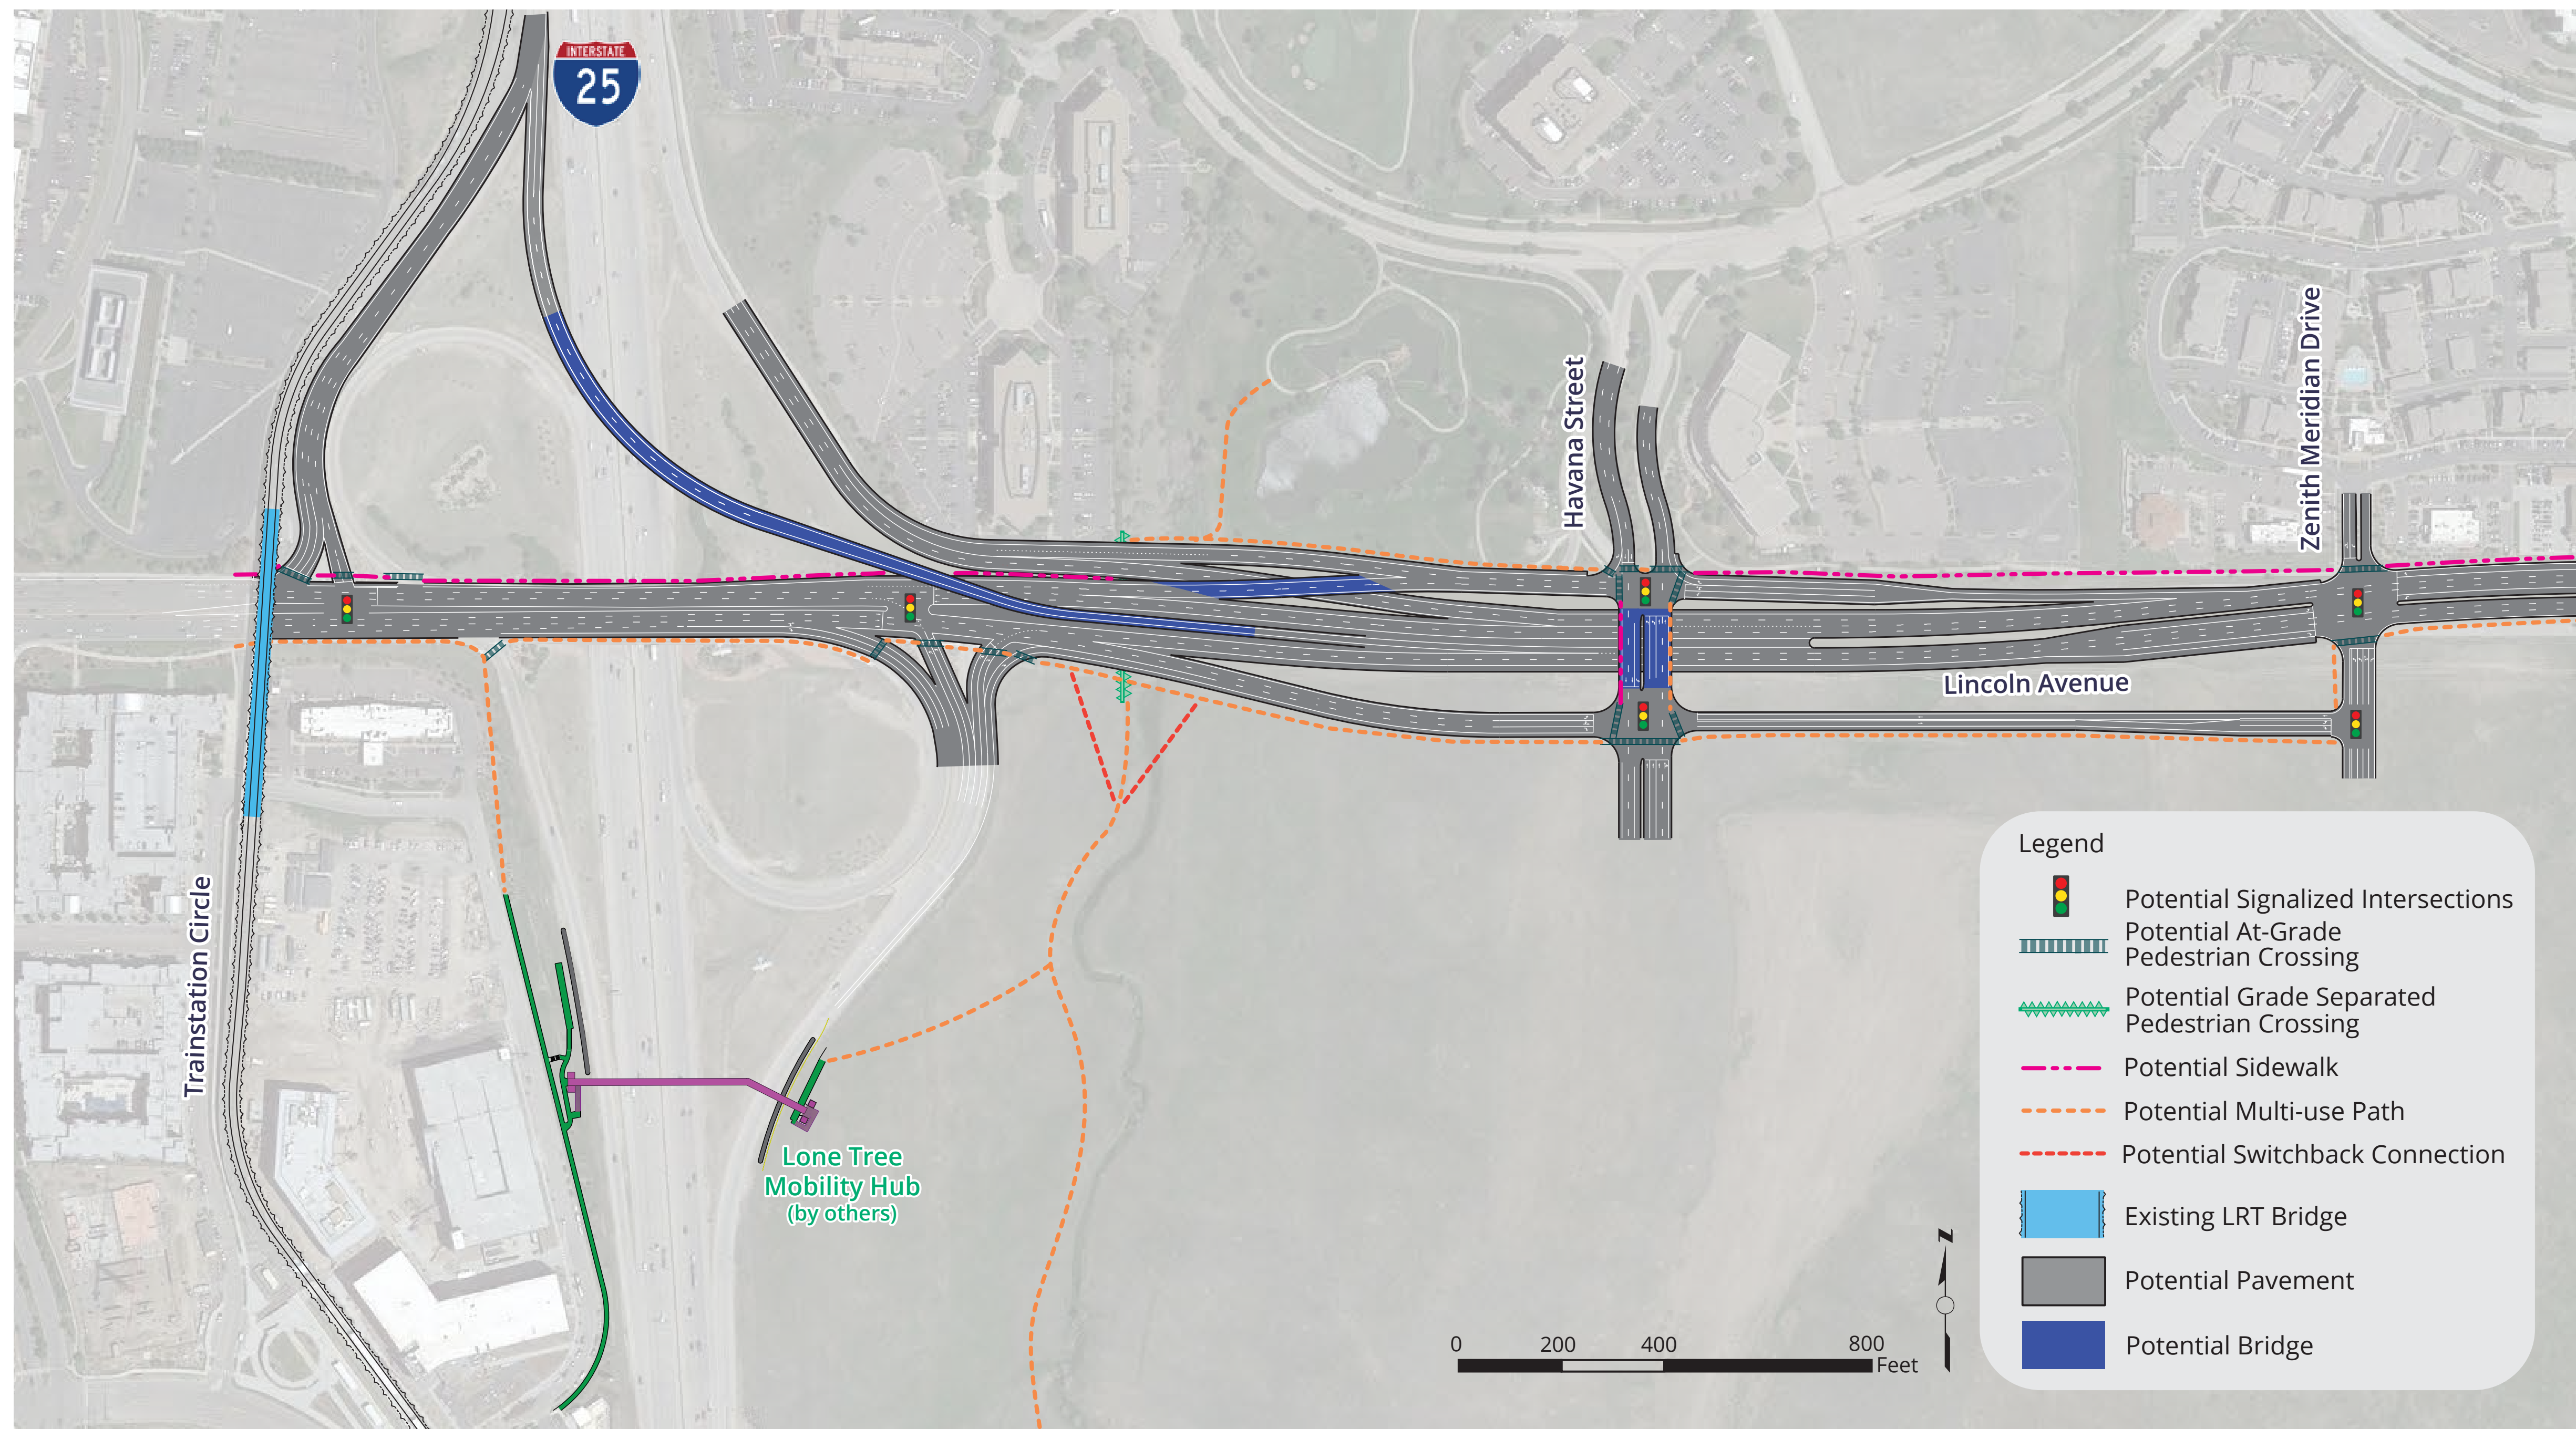 INTERSTATE
25
Havana Street
Zenith Meridian Drive
Lincoln Avenue
Trainstation Circle
Lone Tree
Mobility Hub
(by others)
Legend
Potential Signalized Intersections
Potential At-Grade
Pedestrian Crossing
Potential Grade Separated
Pedestrian Crossing
Potential Sidewalk
Potential Multi-use Path
Potential Switchback Connection
Existing LRT Bridge
Potential Pavement
Potential Bridge
N
0 200 400 800
Feet